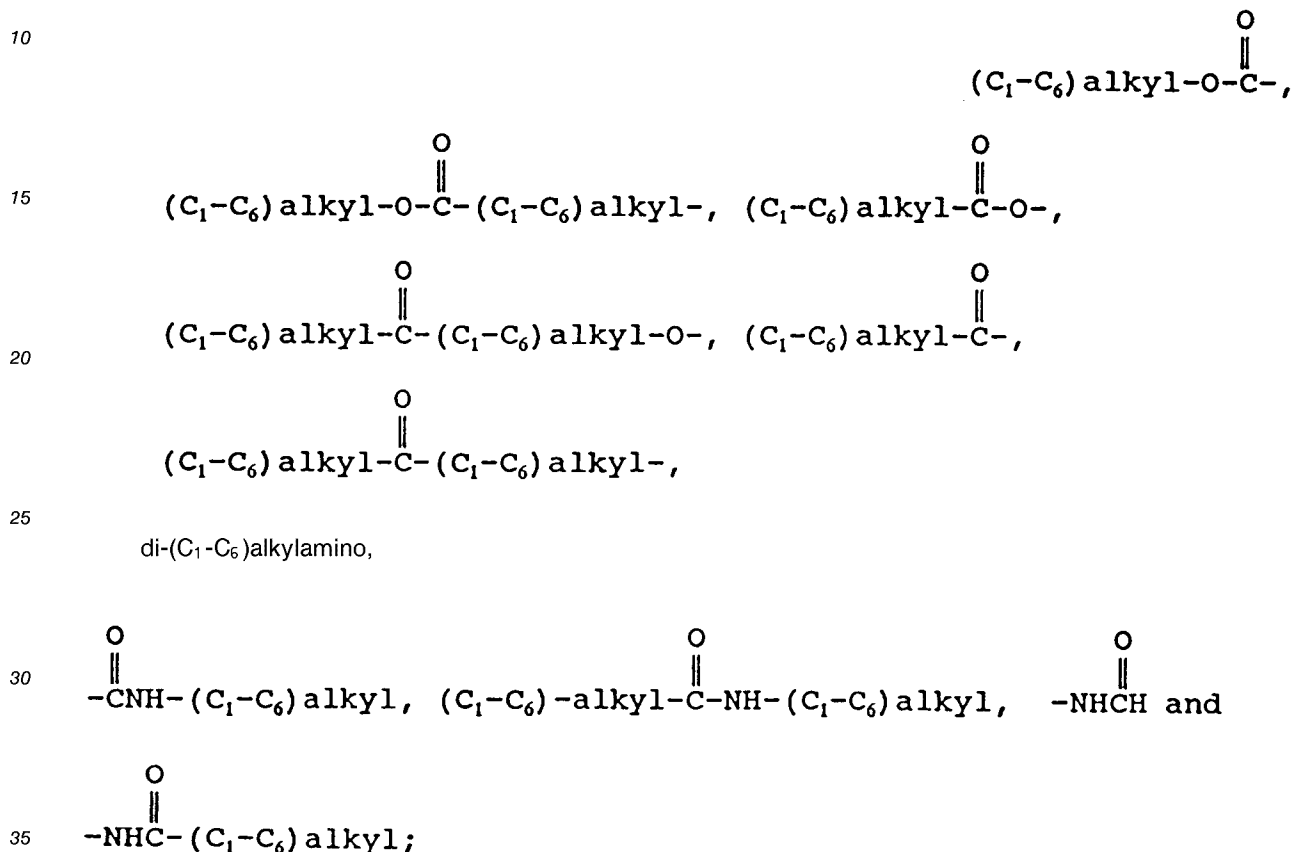 O
10
||
(C₁-C₆)alkyl-O-C-,
O O
|| ||
15 (C₁-C₆)alkyl-O-C-(C₁-C₆)alkyl-, (C₁-C₆)alkyl-C-O-,
O O
|| ||
(C₁-C₆)alkyl-C-(C₁-C₆)alkyl-O-, (C₁-C₆)alkyl-C-,
20
O
||
(C₁-C₆)alkyl-C-(C₁-C₆)alkyl-,
25
di-(C₁-C₆)alkylamino,
O O O
|| || ||
30 -CNH-(C₁-C₆)alkyl, (C₁-C₆)-alkyl-C-NH-(C₁-C₆)alkyl, -NHCH and
O
||
35 -NHC-(C₁-C₆)alkyl;